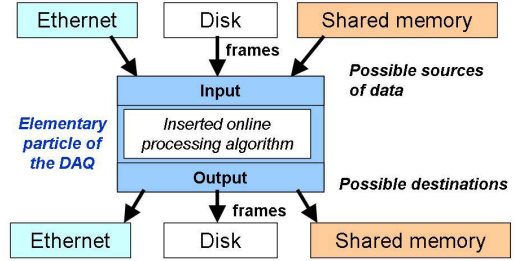 Ethernet
Disk
Shared memory
frames
Possible sources
of data
Input
Elementary
particle of
the DAQ
Inserted online
processing algorithm
Output
Possible destinations
frames
Ethernet
Disk
Shared memory